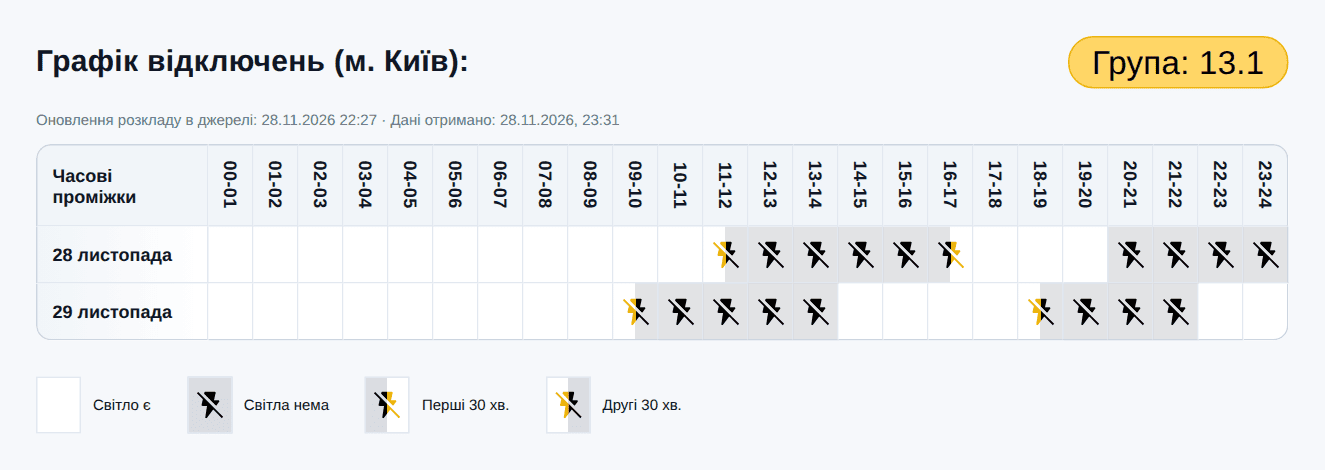 Графік відключень (м. Київ):
Група: 13.1
Оновлення розкладу в джерелі: 28.11.2026 22:27 · Дані отримано: 28.11.2026, 23:31
Часові
проміжки
00-01
01-02
02-03
03-04
04-05
05-06
06-07
07-08
08-09
09-10
10-11
11-12
12-13
13-14
14-15
15-16
16-17
17-18
18-19
19-20
20-21
21-22
22-23
23-24
28 листопада
29 листопада
Світло є
Світла нема
Перші 30 хв.
Другі 30 хв.